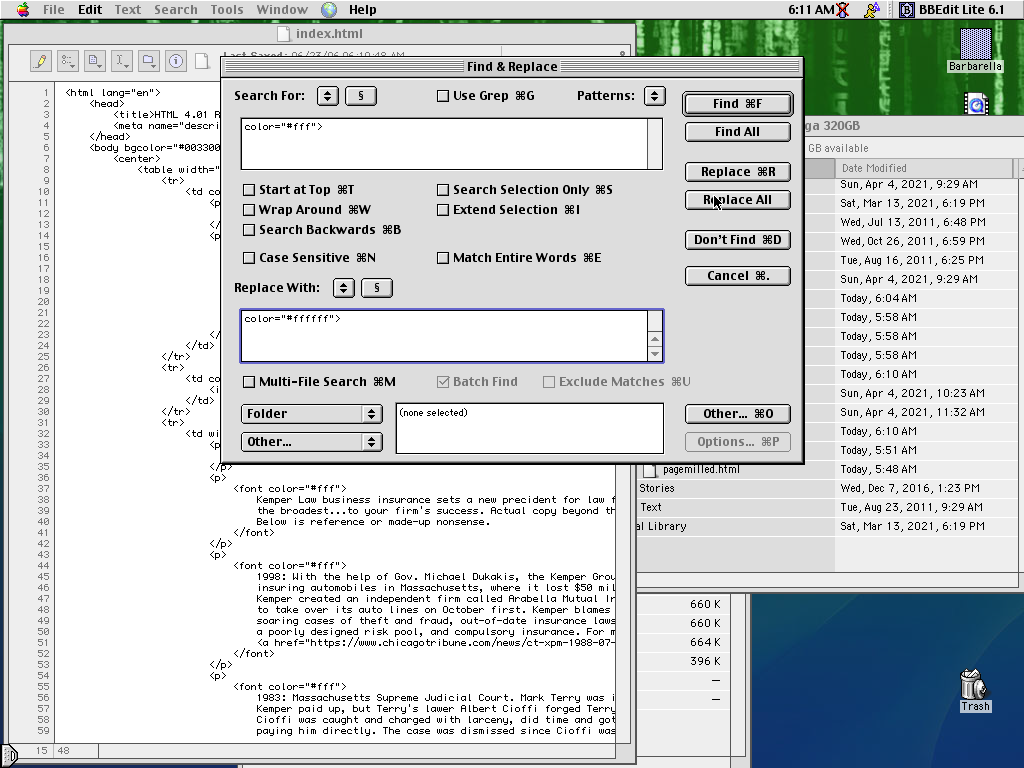 File Edit Text Search Tools Window Help 6:11 AM BBEdit Lite 6.1
index.html
Last Saved: 06/23/06 06:10:48 AM
Find & Replace
Search For: § Use Grep ⌘G Patterns: Find ⌘F
color="#fff">
Find All
Replace ⌘R
Start at Top ⌘T Search Selection Only ⌘S Replace All
Wrap Around ⌘W Extend Selection ⌘I
Search Backwards ⌘B
Don't Find ⌘D
Case Sensitive ⌘N Match Entire Words ⌘E
Cancel ⌘.
Replace With: §
color="#ffffff">
Multi-File Search ⌘M Batch Find Exclude Matches ⌘U
Folder (none selected) Other... ⌘O
Other... Options... ⌘P
1 <html lang="en">
2 <head>
3 <title>HTML 4.01 R
4 <meta name="descri
5 </head>
6 <body bgcolor="#003300
7 <center>
8 <table width="
9 <tr>
10 <td co
11 <p
12
13 </
14 <p
15
16
17
18
19
20
21
22
23 </
24 </td>
25 </tr>
26 <tr>
27 <td co
28 <i
29 </td>
30 </tr>
31 <tr>
32 <td wi
33 <p
34
35 </p>
36 <p>
37 <font color="#fff">
38 Kemper Law business insurance sets a new precident for law f
39 the broadest...to your firm's success. Actual copy beyond th
40 Below is reference or made-up nonsense.
41 </font>
42 </p>
43 <p>
44 <font color="#fff">
45 1998: With the help of Gov. Michael Dukakis, the Kemper Grou
46 insuring automobiles in Massachusetts, where it lost $50 mil
47 Kemper created an independent firm called Arabella Mutual In
48 to take over its auto lines on October first. Kemper blames
49 soaring cases of theft and fraud, out-of-date insurance laws
50 a poorly designed risk pool, and compulsory insurance. For m
51 <a href="https://www.chicagotribune.com/news/ct-xpm-1988-07-
52 </font>
53 </p>
54 <p>
55 <font color="#fff">
56 1983: Massachusetts Supreme Judicial Court. Mark Terry was i
57 Kemper paid up, but Terry's lawer Albert Cioffi forged Terry
58 Cioffi was caught and charged with larceny, did time and got
59 paying him directly. The case was dismissed since Cioffi was
15 48
Barbarella
ga 320GB
GB available
Date Modified
Sun, Apr 4, 2021, 9:29 AM
Sat, Mar 13, 2021, 6:19 PM
Wed, Jul 13, 2011, 6:48 PM
Wed, Oct 26, 2011, 6:59 PM
Tue, Aug 16, 2011, 6:25 PM
Sun, Apr 4, 2021, 9:29 AM
Today, 6:04 AM
Today, 5:58 AM
Today, 5:58 AM
Today, 5:58 AM
Today, 6:10 AM
Sun, Apr 4, 2021, 10:23 AM
Sun, Apr 4, 2021, 11:32 AM
Today, 6:10 AM
Today, 5:51 AM
pagemilled.html Today, 5:48 AM
Stories Wed, Dec 7, 2016, 1:23 PM
Text Tue, Aug 23, 2011, 9:29 AM
al Library Sat, Mar 13, 2021, 6:19 PM
660 K
660 K
664 K
396 K
—
—
Trash